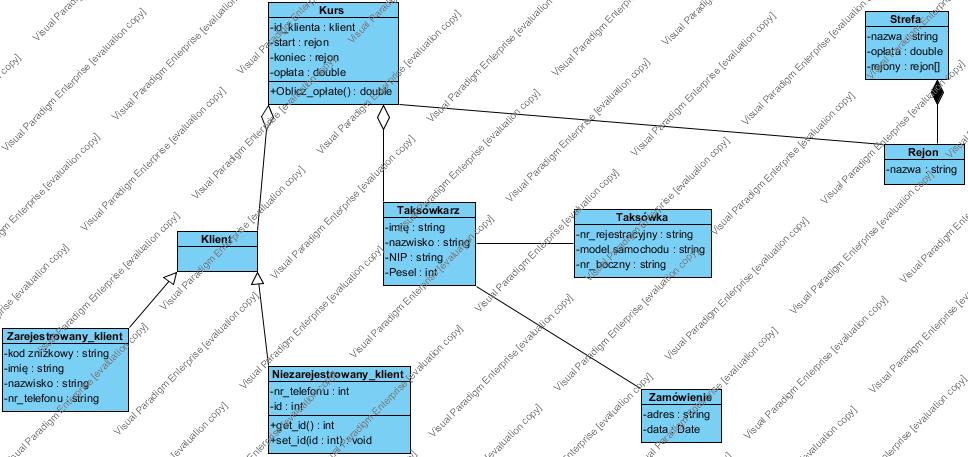 Kurs
-id_klienta : klient
-start : rejon
-koniec : rejon
-opłata : double
+Oblicz_opłatę() : double
Strefa
-nazwa : string
-opłata : double
-rejony : rejon[]
Rejon
-nazwa : string
Taksówkarz
-imię : string
-nazwisko : string
-NIP : string
-Pesel : int
Taksówka
-nr_rejestracyjny : string
-model_samochodu : string
-nr_boczny : string
Klient
Zarejestrowany_klient
-kod zniżkowy : string
-imię : string
-nazwisko : string
-nr_telefonu : string
Niezarejestrowany_klient
-nr_telefonu : int
-id : int
+get_id() : int
+set_id(id : int) : void
Zamówienie
-adres : string
-data : Date
Visual Paradigm Enterprise [evaluation copy]